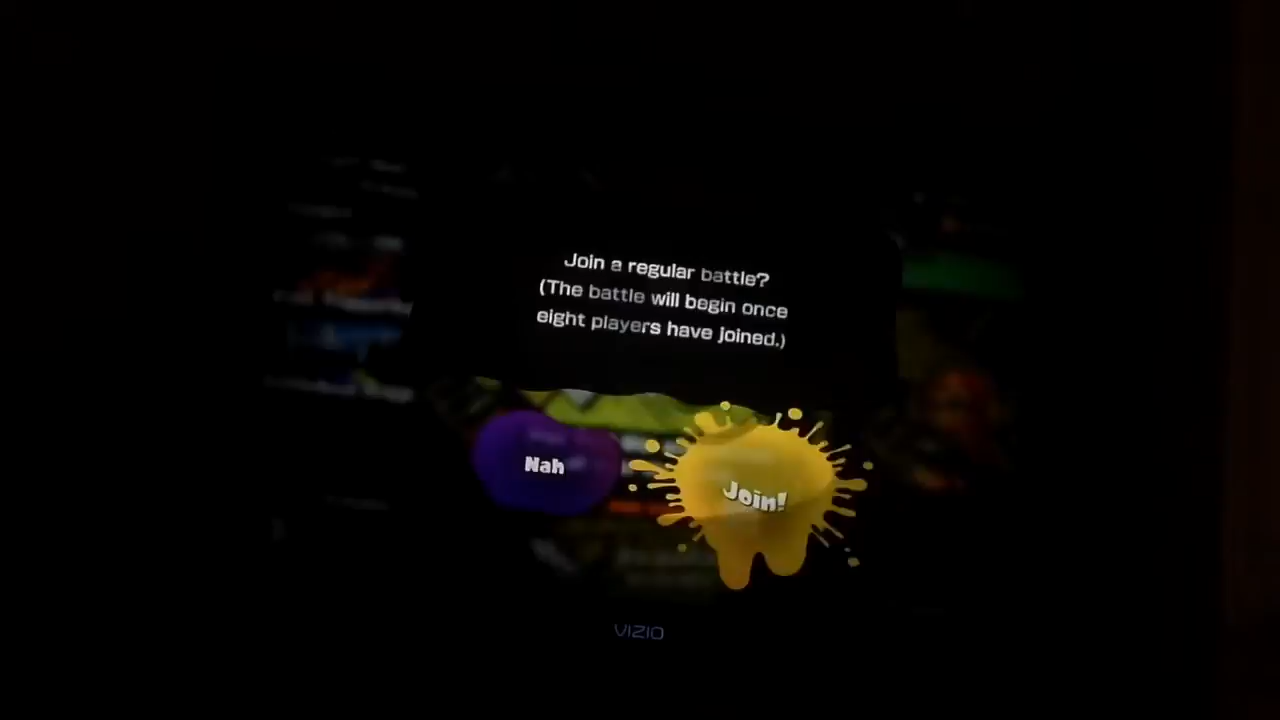 Join a regular battle?
(The battle will begin once
eight players have joined.)
Nah
Join!
VIZIO